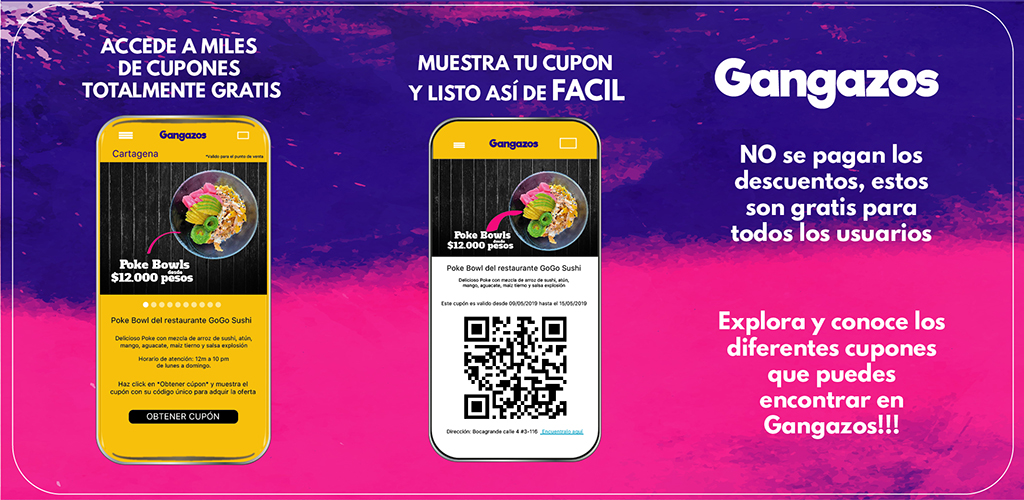 ACCEDE A MILES
DE CUPONES
TOTALMENTE GRATIS
Gangazos
Cartagena
*Valido para el punto de venta
Poke Bowls
desde
$12.000 pesos
Poke Bowl del restaurante GoGo Sushi
Delicioso Poke con mezcla de arroz de sushi, atún,
mango, aguacate, maiz tierno y salsa explosión
Horario de atención: 12m a 10 pm
de lunes a domingo.
Haz click en "Obtener cúpon" y muestra el
cupón con su código único para adquir la oferta
OBTENER CUPÓN
MUESTRA TU CUPON
Y LISTO ASÍ DE FACIL
Gangazos
Poke Bowls
desde
$12.000 pesos
Poke Bowl del restaurante GoGo Sushi
Delicioso Poke con mezcla de arroz de sushi, atún,
mango, aguacate, maiz tierno y salsa explosión
Este cupón es valido desde 09/05/2019 hasta el 15/05/2019
Dirección: Bocagrande calle 4 #3-116 Encuentralo aquí
Gangazos
NO se pagan los
descuentos, estos
son gratis para
todos los usuarios
Explora y conoce los
diferentes cupones
que puedes
encontrar en
Gangazos!!!